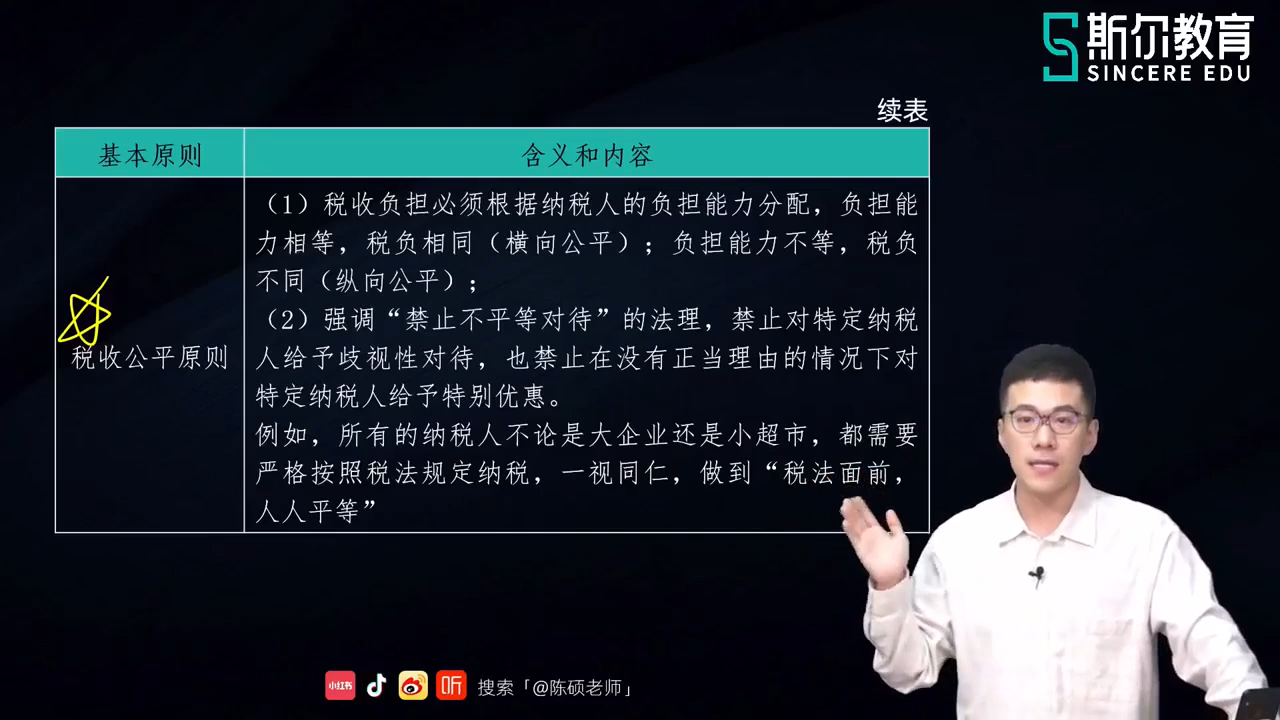 斯尔教育
SINCERE EDU
续表
基本原则
含义和内容
税收公平原则
（1）税收负担必须根据纳税人的负担能力分配，负担能
力相等，税负相同（横向公平）；负担能力不等，税负
不同（纵向公平）；
（2）强调“禁止不平等对待”的法理，禁止对特定纳税
人给予歧视性对待，也禁止在没有正当理由的情况下对
特定纳税人给予特别优惠。
例如，所有的纳税人不论是大企业还是小超市，都需要
严格按照税法规定纳税，一视同仁，做到“税法面前，
人人平等”
小红书
听
搜索「@陈硕老师」